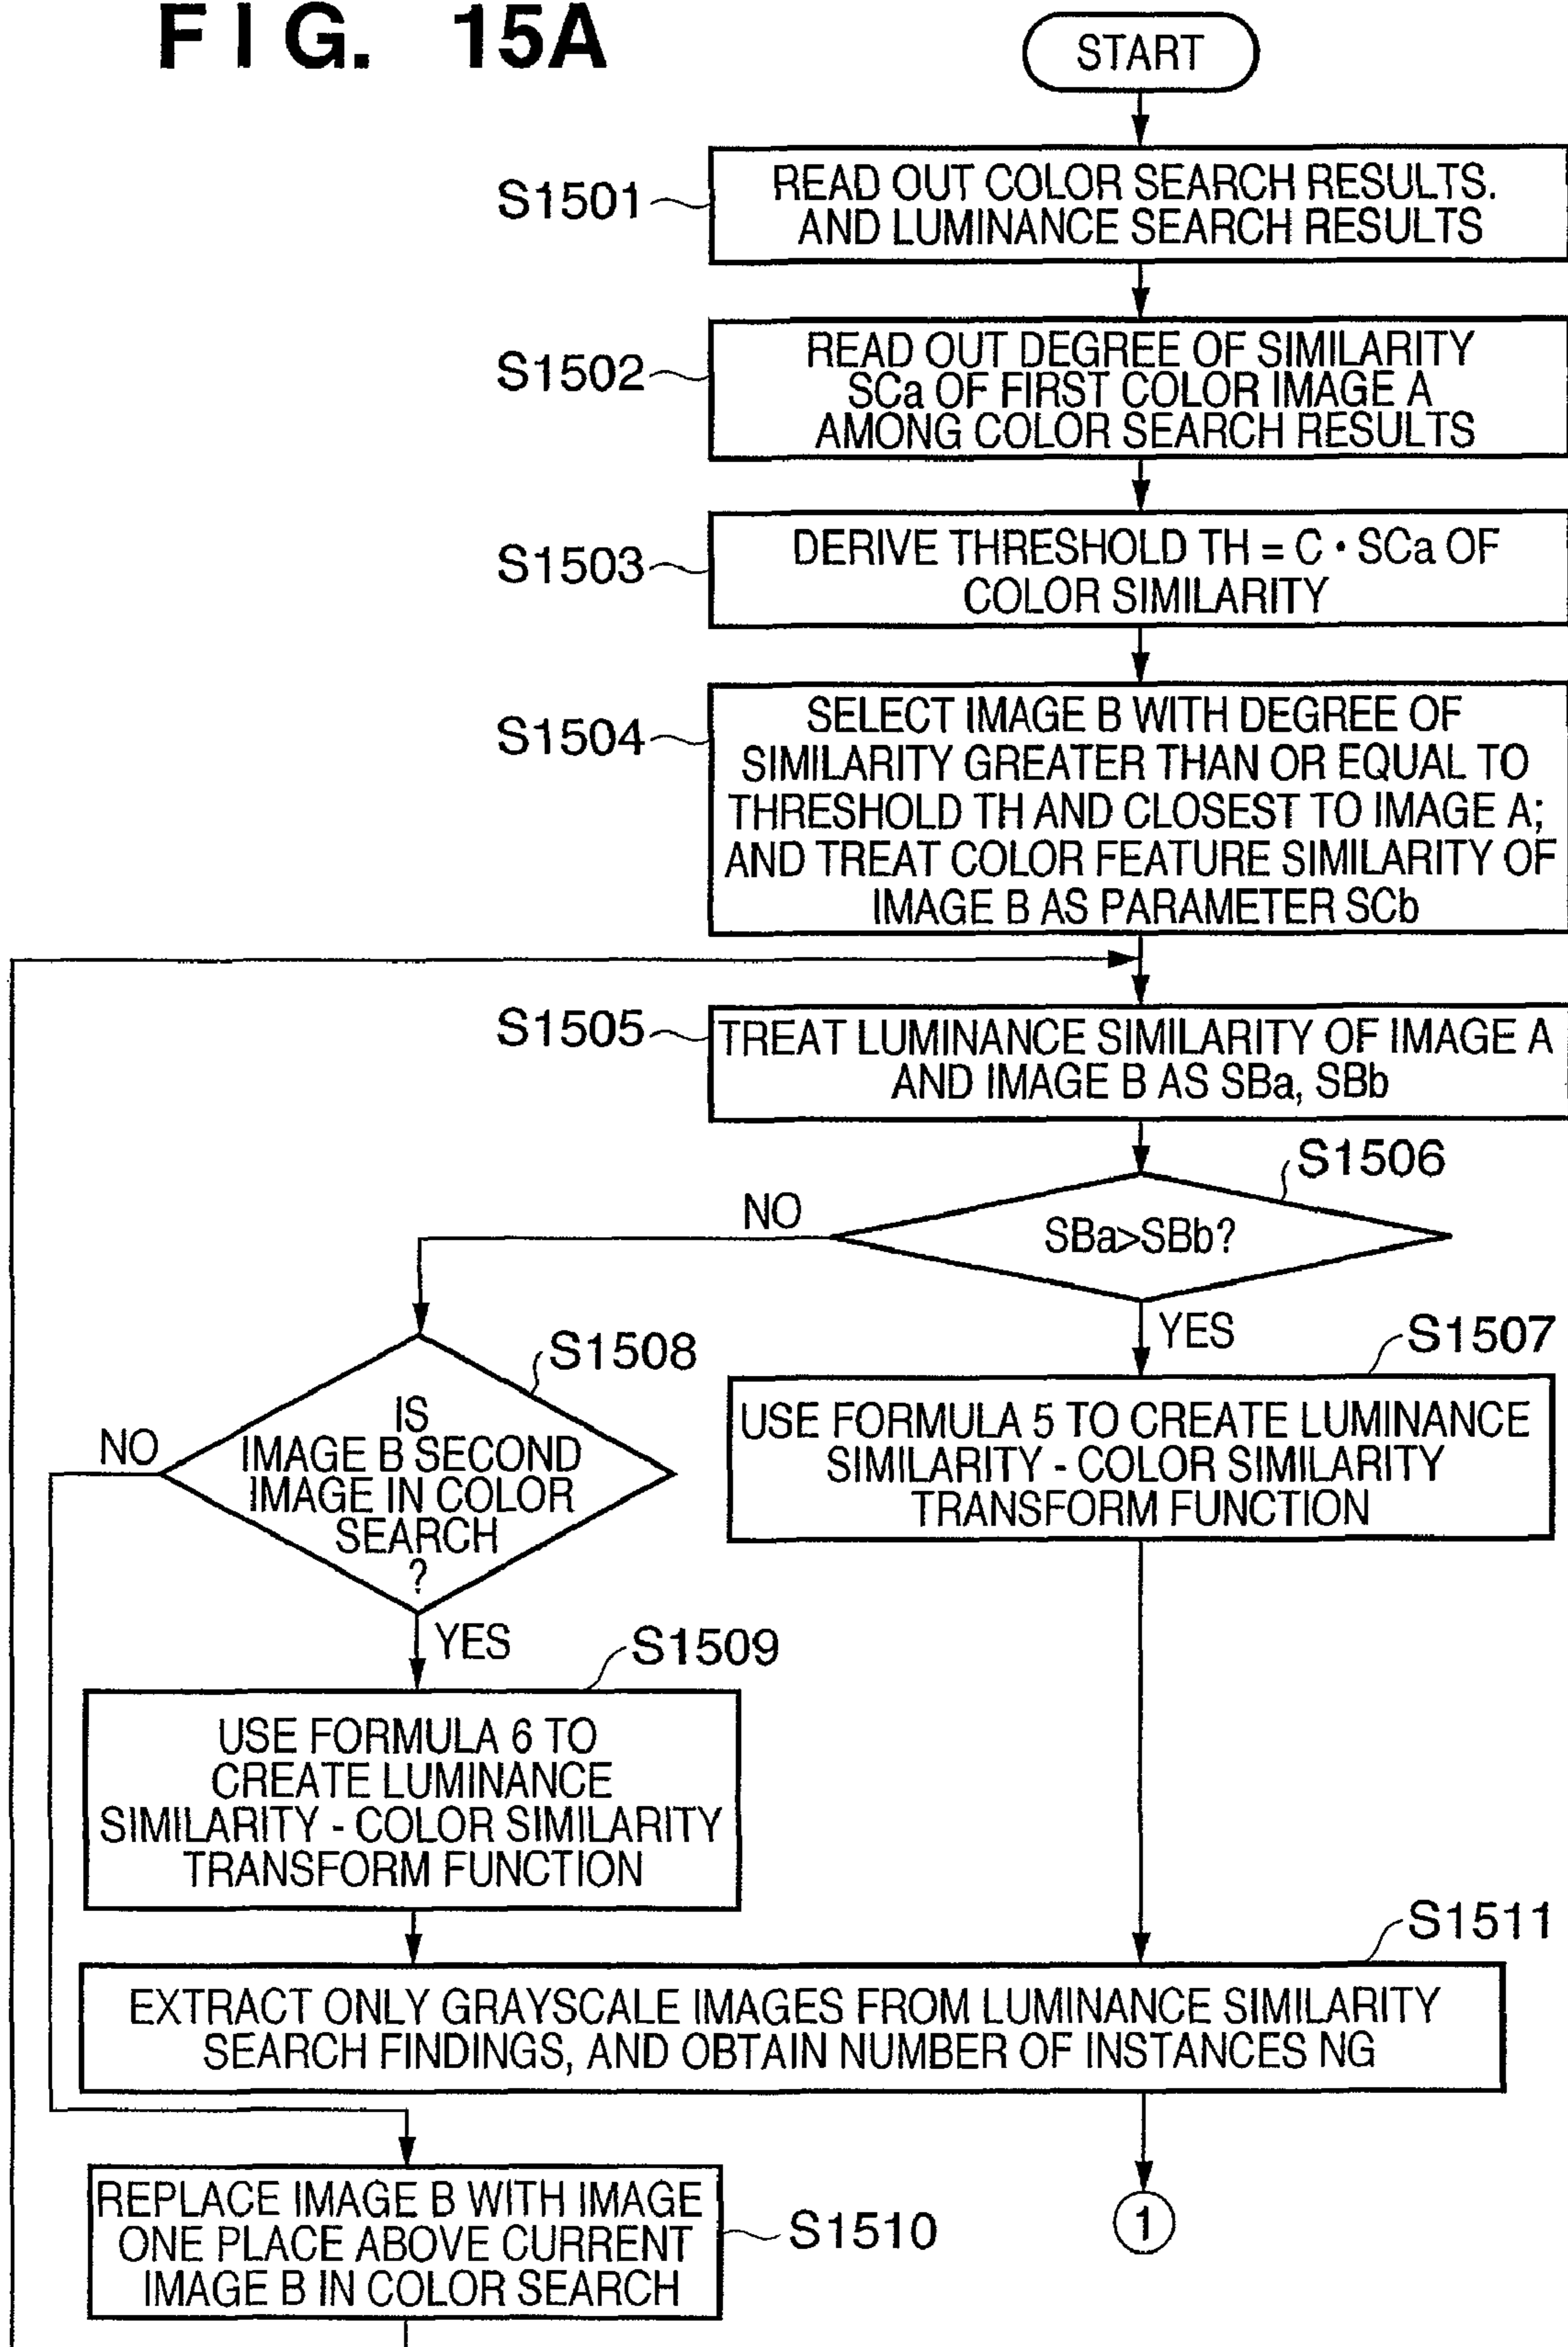 FIG. 15A
START
S1501
READ OUT COLOR SEARCH RESULTS.
AND LUMINANCE SEARCH RESULTS
S1502
READ OUT DEGREE OF SIMILARITY
SCa OF FIRST COLOR IMAGE A
AMONG COLOR SEARCH RESULTS
S1503
DERIVE THRESHOLD TH = C • SCa OF
COLOR SIMILARITY
S1504
SELECT IMAGE B WITH DEGREE OF
SIMILARITY GREATER THAN OR EQUAL TO
THRESHOLD TH AND CLOSEST TO IMAGE A;
AND TREAT COLOR FEATURE SIMILARITY OF
IMAGE B AS PARAMETER SCb
S1505
TREAT LUMINANCE SIMILARITY OF IMAGE A
AND IMAGE B AS SBa, SBb
S1506
SBa>SBb?
NO
YES
S1507
USE FORMULA 5 TO CREATE LUMINANCE
SIMILARITY - COLOR SIMILARITY
TRANSFORM FUNCTION
S1508
IS
IMAGE B SECOND
IMAGE IN COLOR
SEARCH
?
NO
YES
S1509
USE FORMULA 6 TO
CREATE LUMINANCE
SIMILARITY - COLOR SIMILARITY
TRANSFORM FUNCTION
S1511
EXTRACT ONLY GRAYSCALE IMAGES FROM LUMINANCE SIMILARITY
SEARCH FINDINGS, AND OBTAIN NUMBER OF INSTANCES NG
REPLACE IMAGE B WITH IMAGE
ONE PLACE ABOVE CURRENT
IMAGE B IN COLOR SEARCH
S1510
1